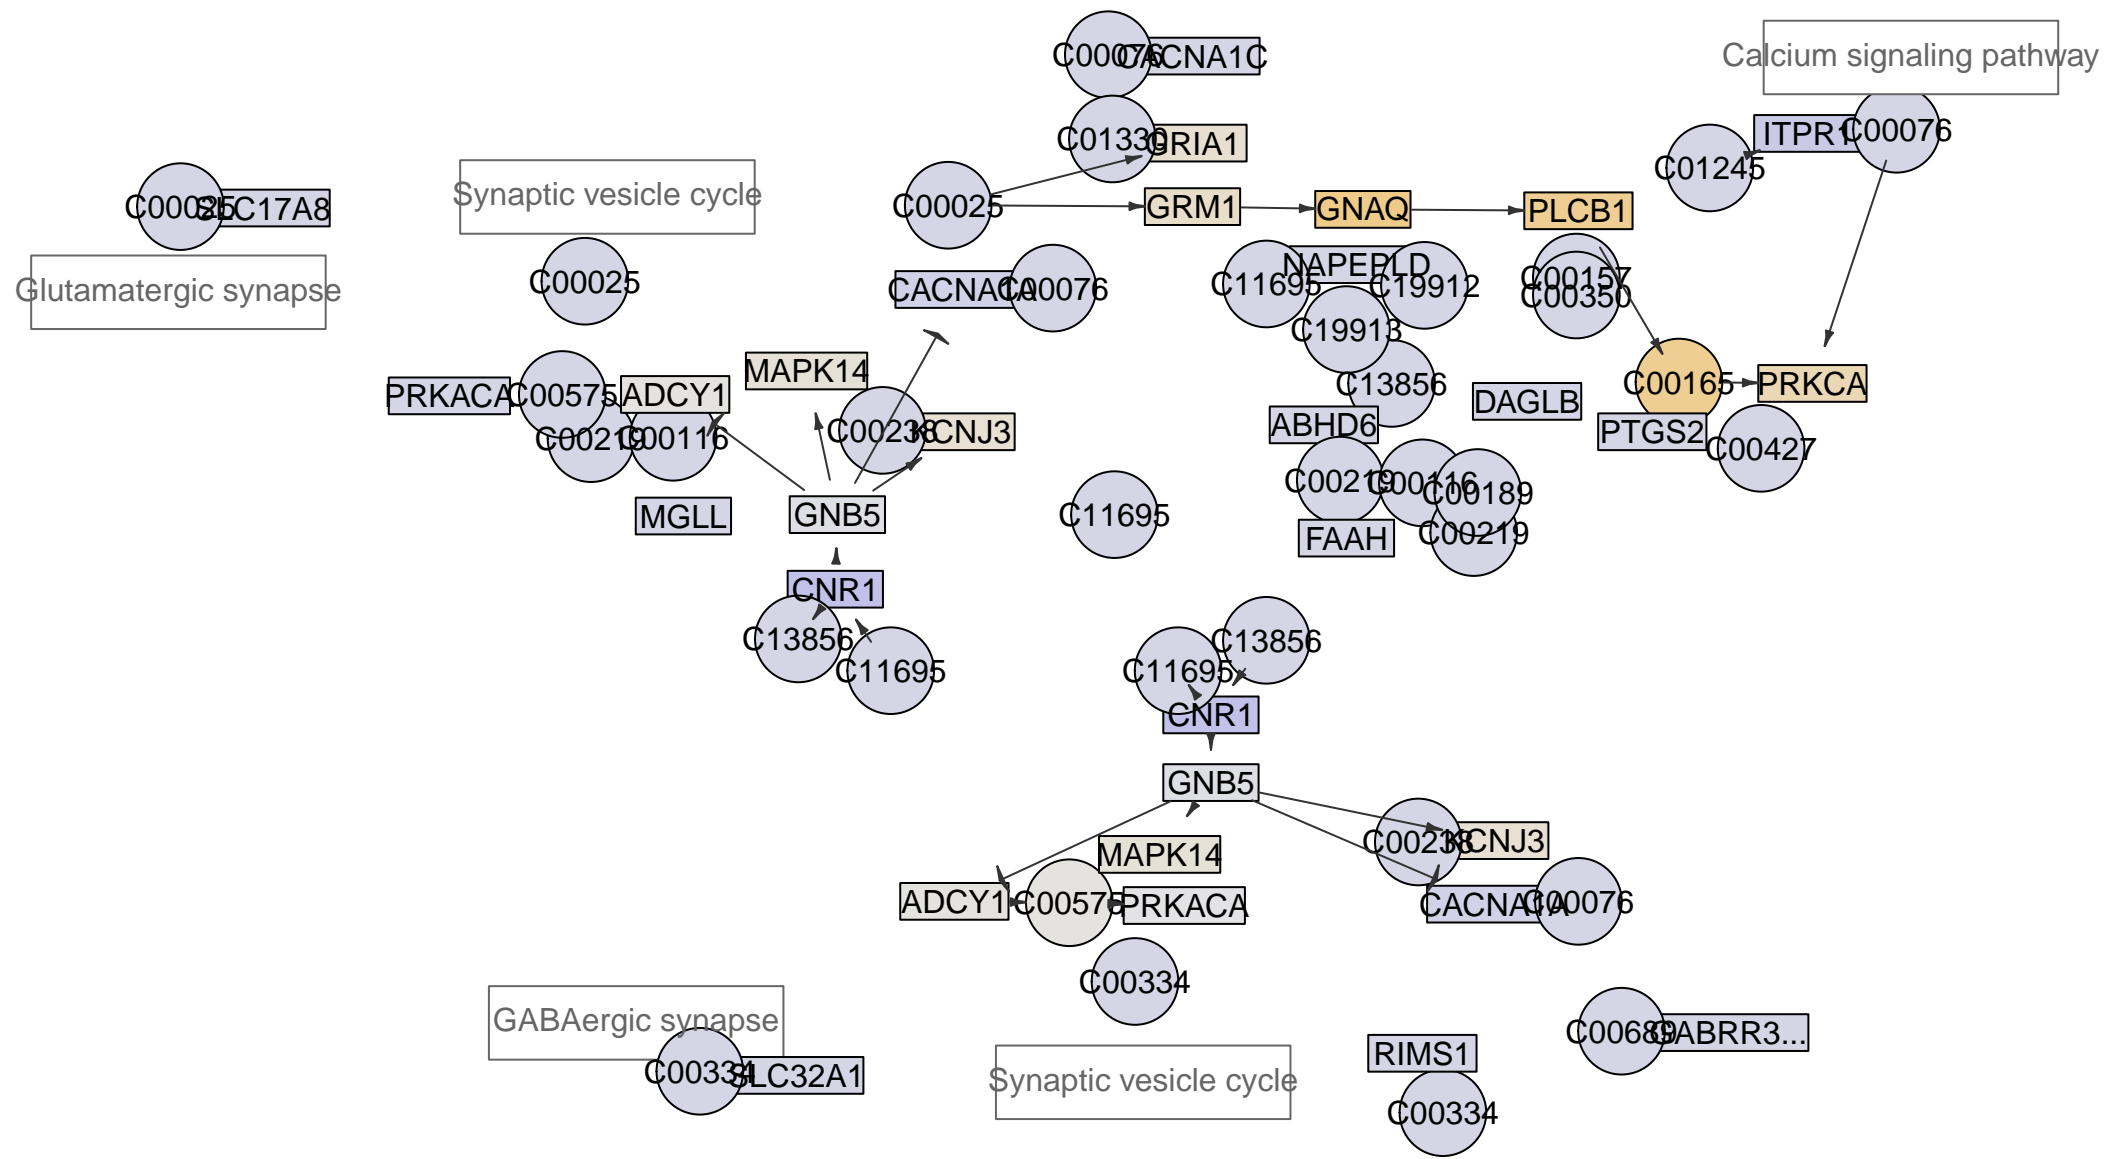 C00076
CACNA1C
Calcium signaling pathway
C01330
GRIA1
ITPR1
C00076
C01245
C00025
SLC17A8
Synaptic vesicle cycle
C00025
GRM1
GNAQ
PLCB1
Glutamatergic synapse
C00025
CACNA1A
C00076
C11695
NAPEPLD
C19912
C00157
C00350
C19913
MAPK14
C13856
C00165
PRKCA
PRKACA
C00575
ADCY1
DAGLB
C00219
C00116
C00238
KCNJ3
ABHD6
PTGS2
C00427
C00219
C00116
C00189
MGLL
GNB5
C11695
FAAH
C00219
CNR1
C13856
C11695
C11695
C13856
CNR1
GNB5
C00238
KCNJ3
MAPK14
ADCY1
C00575
PRKACA
CACNA1A
C00076
C00334
GABAergic synapse
C00334
SLC32A1
Synaptic vesicle cycle
RIMS1
C00334
C00689
GABRR3...